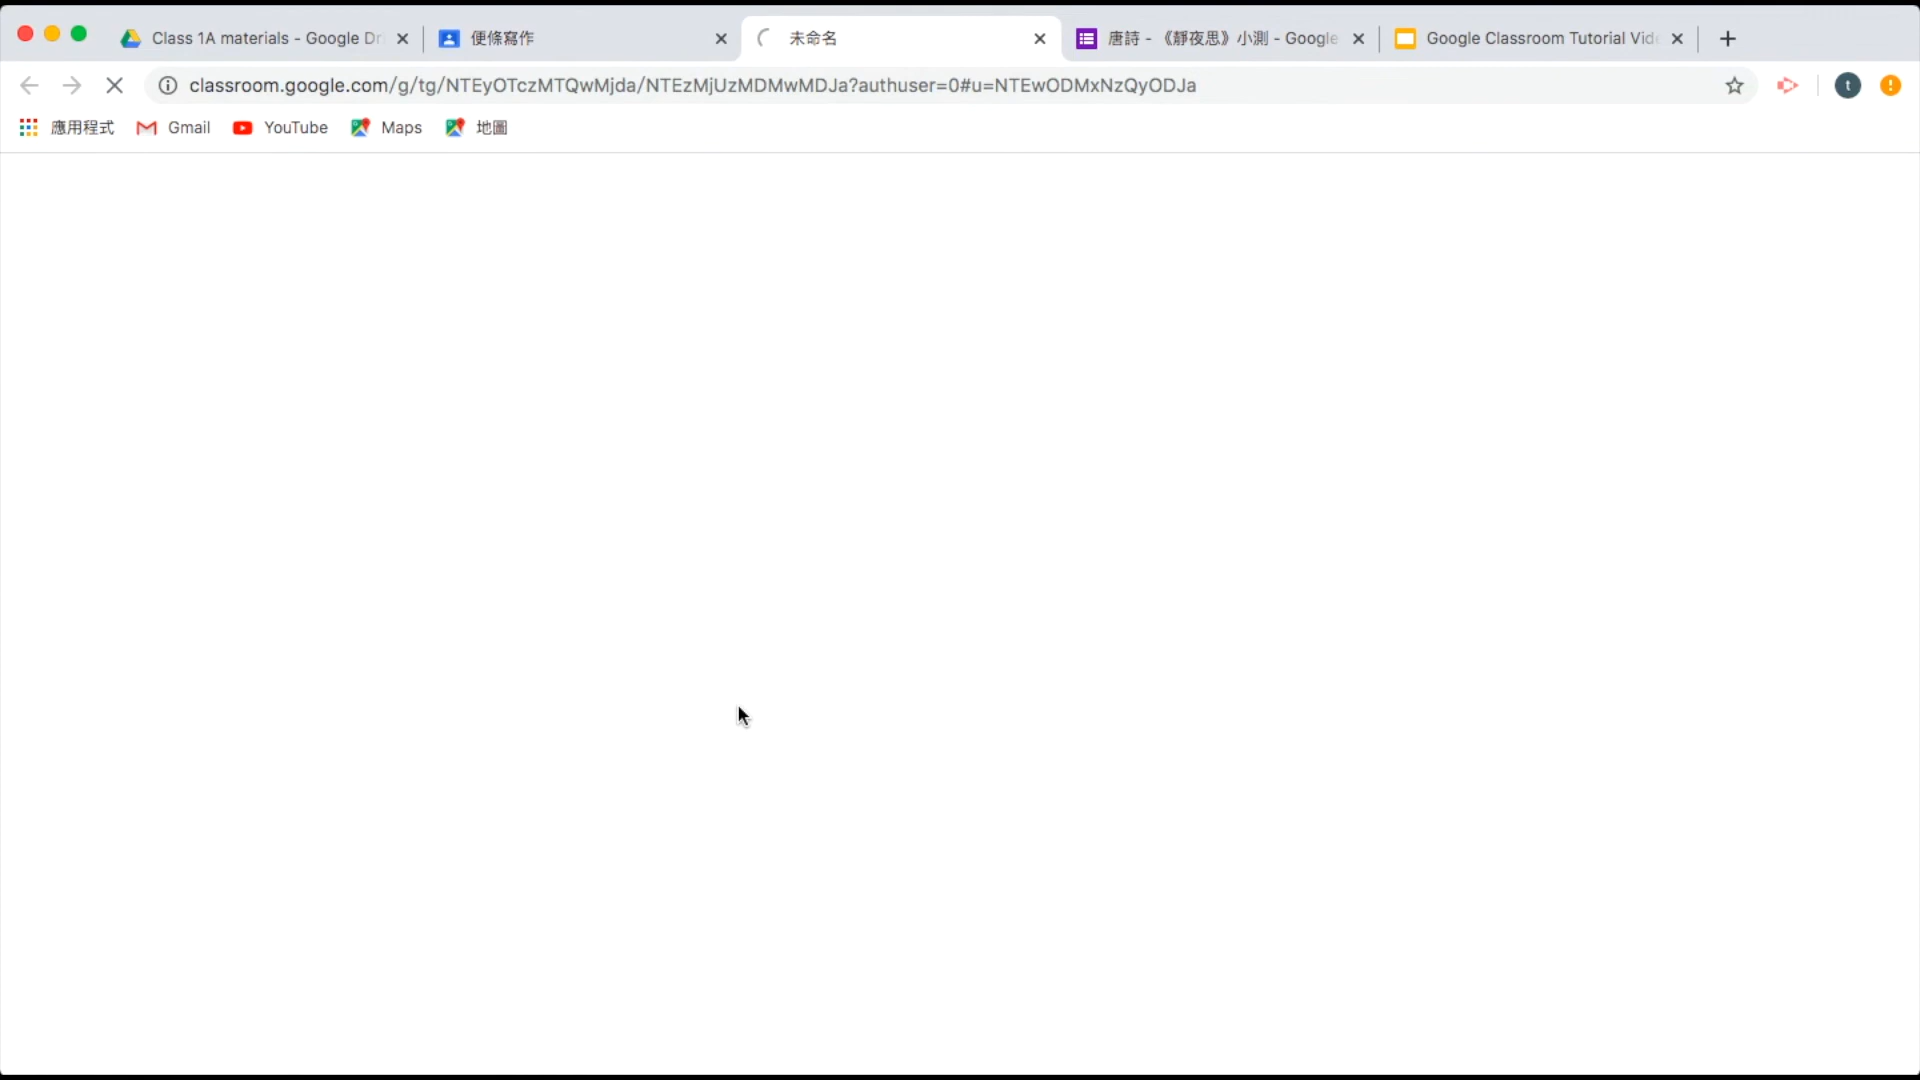 Class 1A materials - Google Dr
便條寫作
未命名
唐詩 - 《靜夜思》小測 - Google
Google Classroom Tutorial Vid
classroom.google.com/g/tg/NTEyOTczMTQwMjda/NTEzMjUzMDMwMDJa?authuser=0#u=NTEwODMxNzQyODJa
t
應用程式
Gmail
YouTube
Maps
地圖